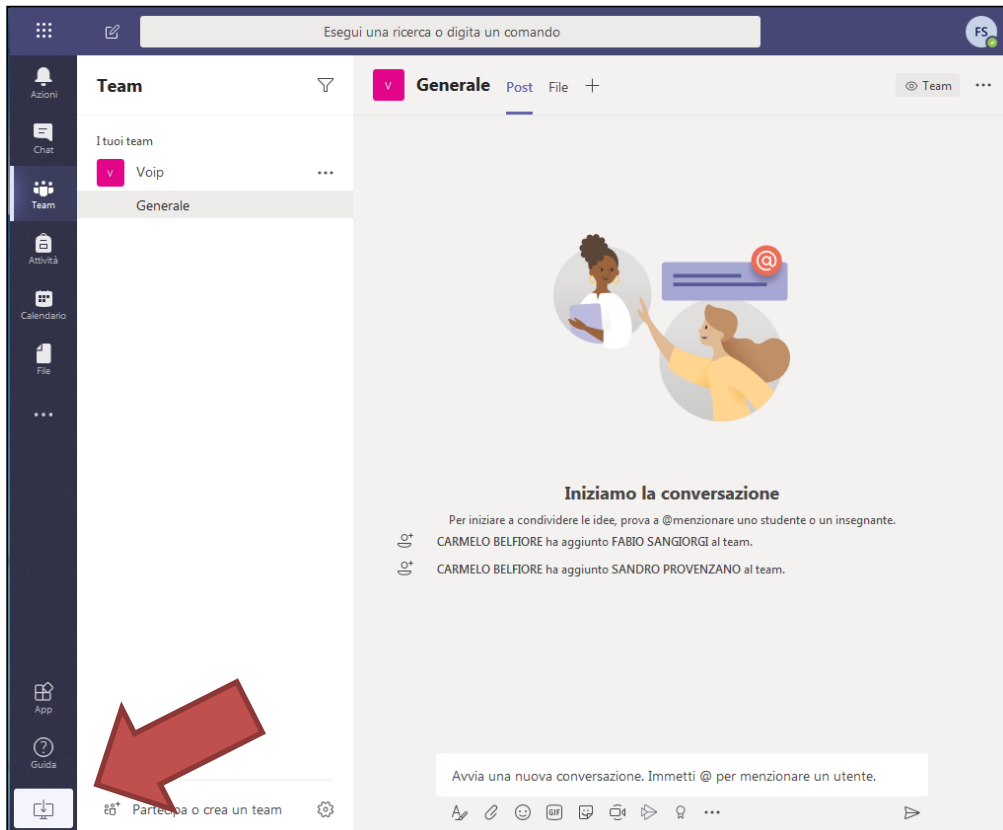 Esegui una ricerca o digita un comando
FS
Azioni
Chat
Team
Attività
Calendario
File
App
Guida
Team
I tuoi team
V Voip
Generale
Partecipa o crea un team
V Generale Post File
Team
@
Iniziamo la conversazione
Per iniziare a condividere le idee, prova a @menzionare uno studente o un insegnante.
CARMELO BELFIORE ha aggiunto FABIO SANGIORGI al team.
CARMELO BELFIORE ha aggiunto SANDRO PROVENZANO al team.
Avvia una nuova conversazione. Immetti @ per menzionare un utente.
GIF